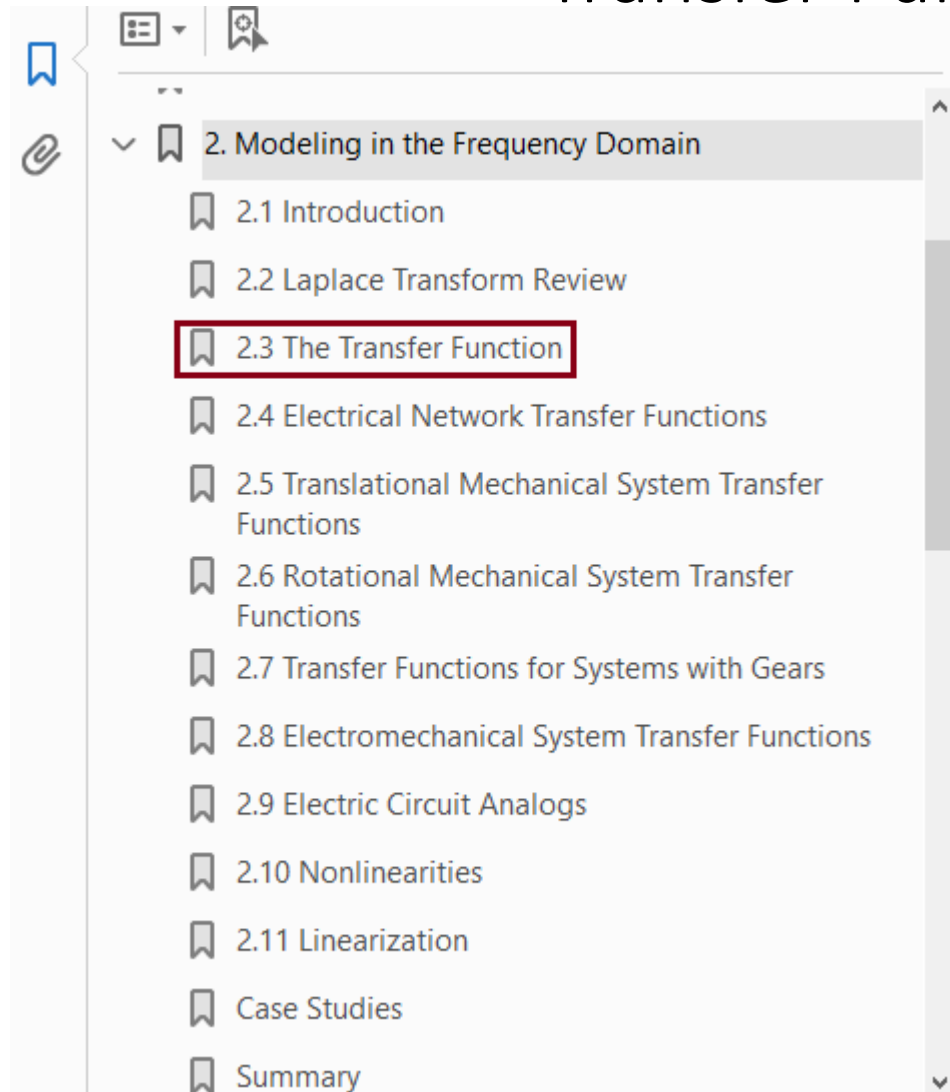 2. Modeling in the Frequency Domain
2.1 Introduction
2.2 Laplace Transform Review
2.3 The Transfer Function
2.4 Electrical Network Transfer Functions
2.5 Translational Mechanical System Transfer
Functions
2.6 Rotational Mechanical System Transfer
Functions
2.7 Transfer Functions for Systems with Gears
2.8 Electromechanical System Transfer Functions
2.9 Electric Circuit Analogs
2.10 Nonlinearities
2.11 Linearization
Case Studies
Summary